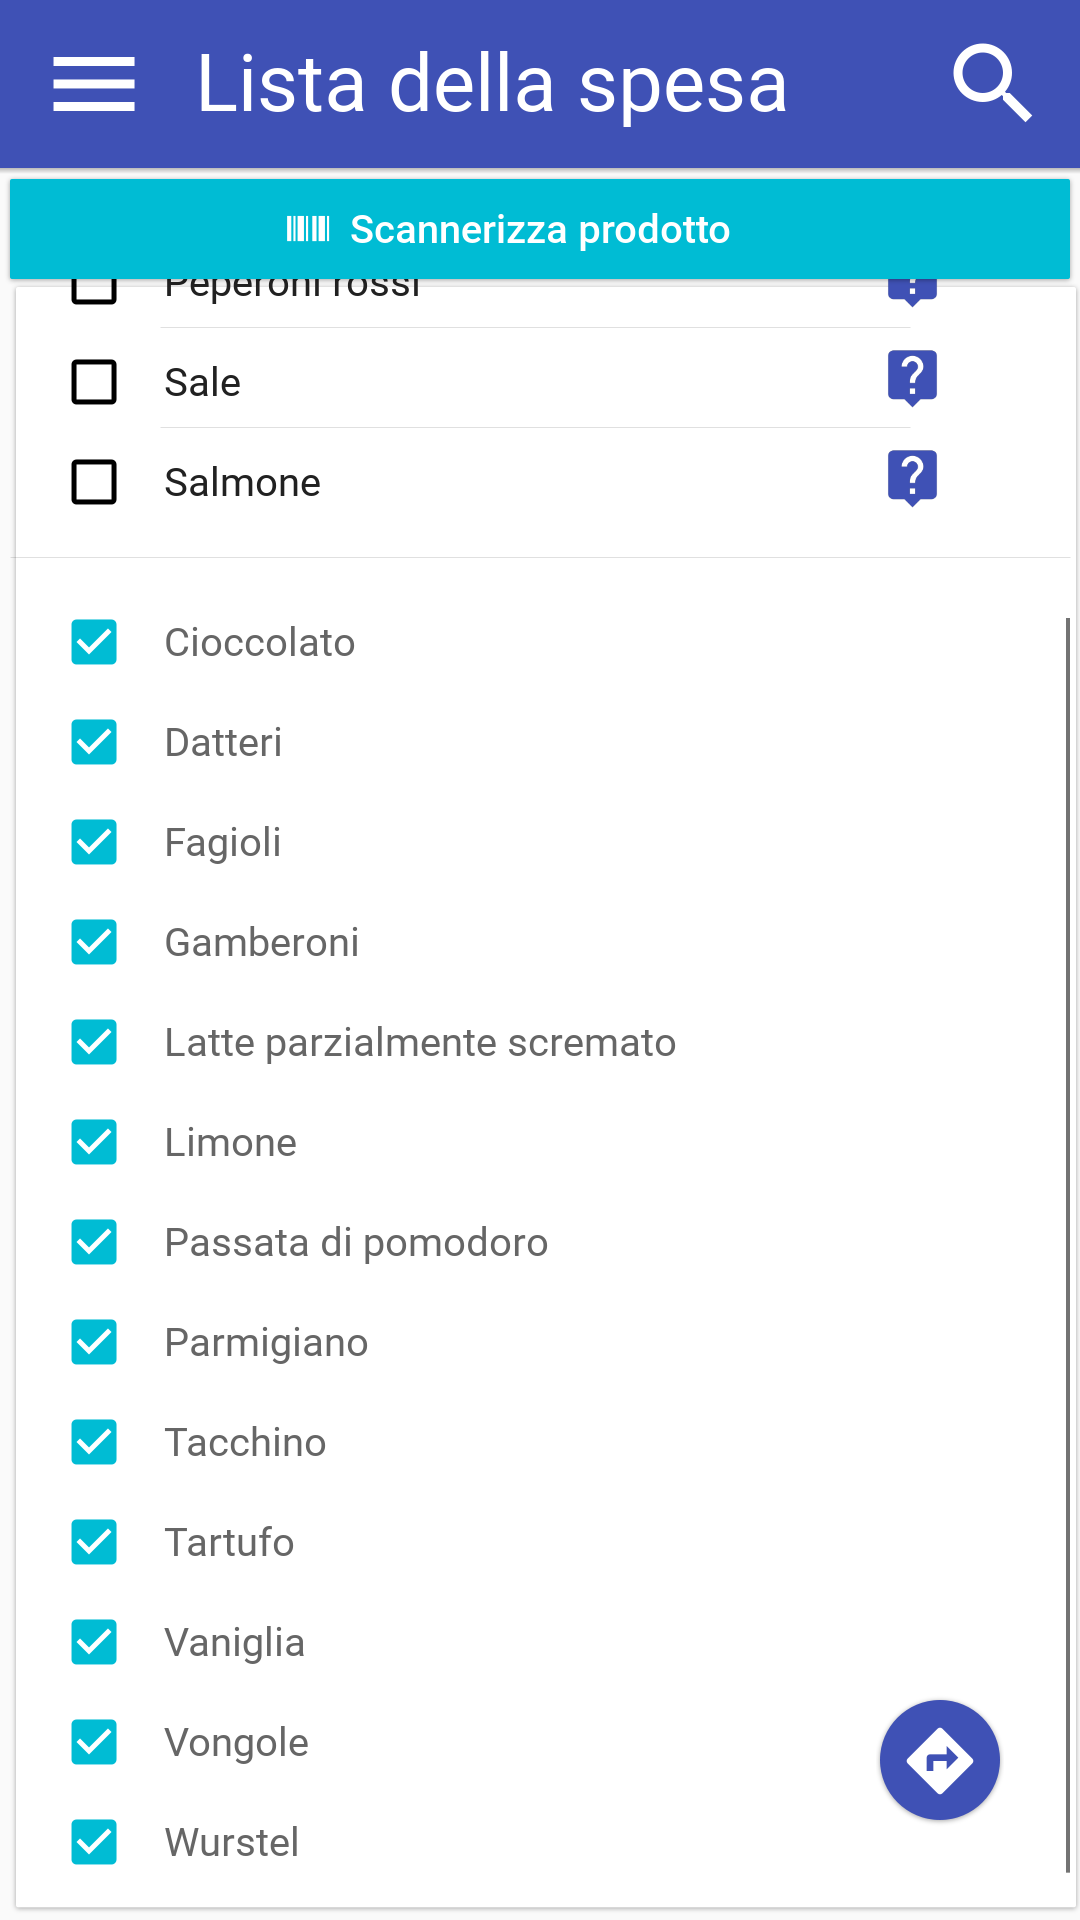 Lista della spesa
Scannerizza prodotto
Peperoni rossi
Sale
Salmone
Cioccolato
Datteri
Fagioli
Gamberoni
Latte parzialmente scremato
Limone
Passata di pomodoro
Parmigiano
Tacchino
Tartufo
Vaniglia
Vongole
Wurstel